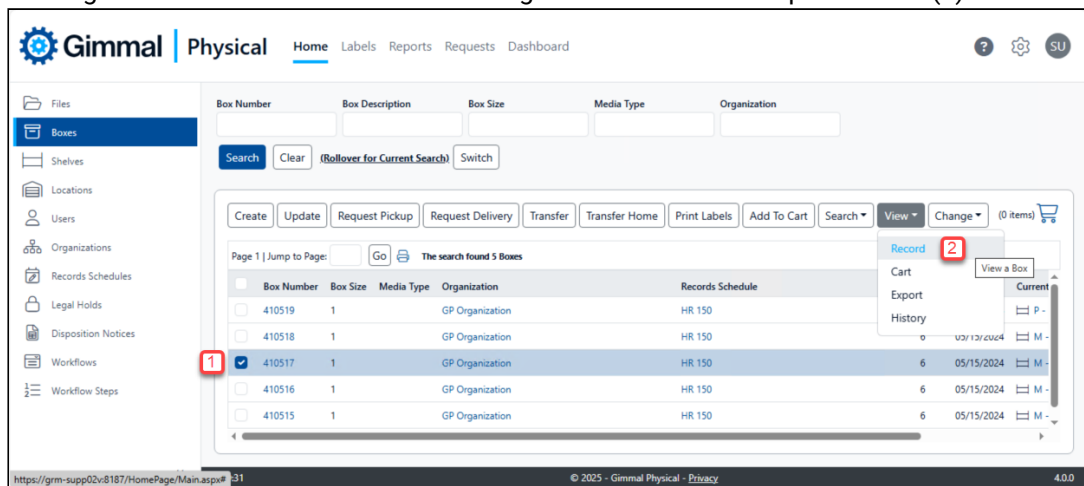 Gimmal | Physical Home Labels Reports Requests Dashboard ? SU
Files
Boxes
Shelves
Locations
Users
Organizations
Records Schedules
Legal Holds
Disposition Notices
Workflows
Workflow Steps
Box Number Box Description Box Size Media Type Organization
Search Clear (Rollover for Current Search) Switch
Create Update Request Pickup Request Delivery Transfer Transfer Home Print Labels Add To Cart Search View Change (0 items)
Record 2
View a Box
Cart
Export
History
Page 1 | Jump to Page: Go The search found 5 Boxes
Box Number Box Size Media Type Organization Records Schedule Current
410519 1 GP Organization HR 150 P -
410518 1 GP Organization HR 150 6 05/15/2024 M -
1 410517 1 GP Organization HR 150 6 05/15/2024 M -
410516 1 GP Organization HR 150 6 05/15/2024 M -
410515 1 GP Organization HR 150 6 05/15/2024 M -
https://grm-supp02v:8187/HomePage/Main.aspx# :31 © 2025 - Gimmal Physical - Privacy 4.0.0